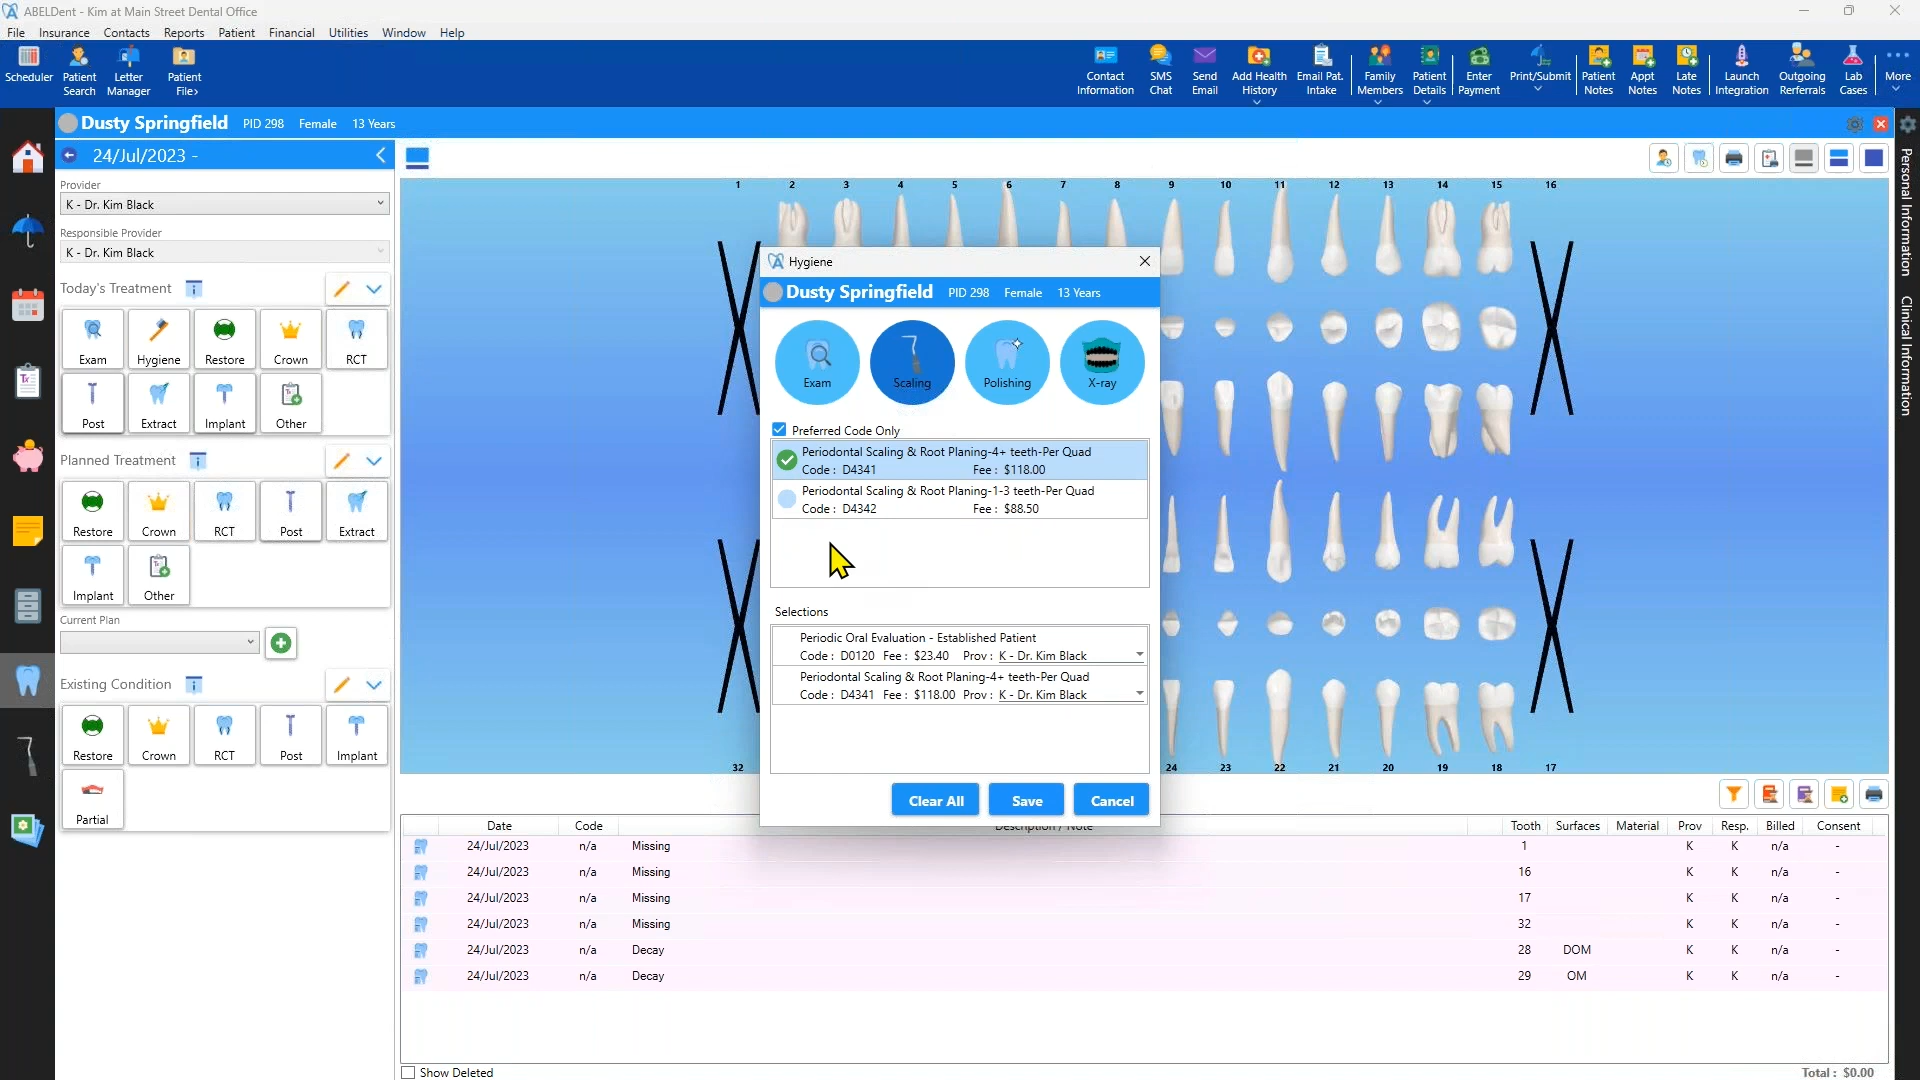 ABELDent - Kim at Main Street Dental Office
File Insurance Contacts Reports Patient Financial Utilities Window Help
Scheduler
Patient Search
Letter Manager
Patient File>
Contact Information
SMS Chat
Send Email
Add Health History
Email Pat. Intake
Family Members
Patient Details
Enter Payment
Print/Submit
Patient Notes
Appt Notes
Late Notes
Launch Integration
Outgoing Rerferrals
Lab Cases
More
Dusty Springfield PID 298 Female 13 Years
24/Jul/2023 -
Provider
K - Dr. Kim Black
Responsible Provider
K - Dr. Kim Black
Today's Treatment
Exam Hygiene Restore Crown RCT
Post Extract Implant Other
Planned Treatment
Restore Crown RCT Post Extract
Implant Other
Current Plan
Existing Condition
Restore Crown RCT Post Implant
Partial
1 2 3 4 5 6 7 8 9 10 11 12 13 14 15 16
Hygiene
Dusty Springfield PID 298 Female 13 Years
Exam Scaling Polishing X-ray
Preferred Code Only
Periodontal Scaling & Root Planing-4+ teeth-Per Quad
Code : D4341 Fee : $118.00
Periodontal Scaling & Root Planing-1-3 teeth-Per Quad
Code : D4342 Fee : $88.50
Selections
Periodic Oral Evaluation - Established Patient
Code : D0120 Fee : $23.40 Prov : K - Dr. Kim Black
Periodontal Scaling & Root Planing-4+ teeth-Per Quad
Code : D4341 Fee : $118.00 Prov : K - Dr. Kim Black
Clear All Save Cancel
32 24 23 22 21 20 19 18 17
Date Code Description / Note Tooth Surfaces Material Prov Resp. Billed Consent
24/Jul/2023 n/a Missing 1 K K n/a -
24/Jul/2023 n/a Missing 16 K K n/a -
24/Jul/2023 n/a Missing 17 K K n/a -
24/Jul/2023 n/a Missing 32 K K n/a -
24/Jul/2023 n/a Decay 28 DOM K K n/a -
24/Jul/2023 n/a Decay 29 OM K K n/a -
Show Deleted
Total : $0.00
Personal Information
Clinical Information